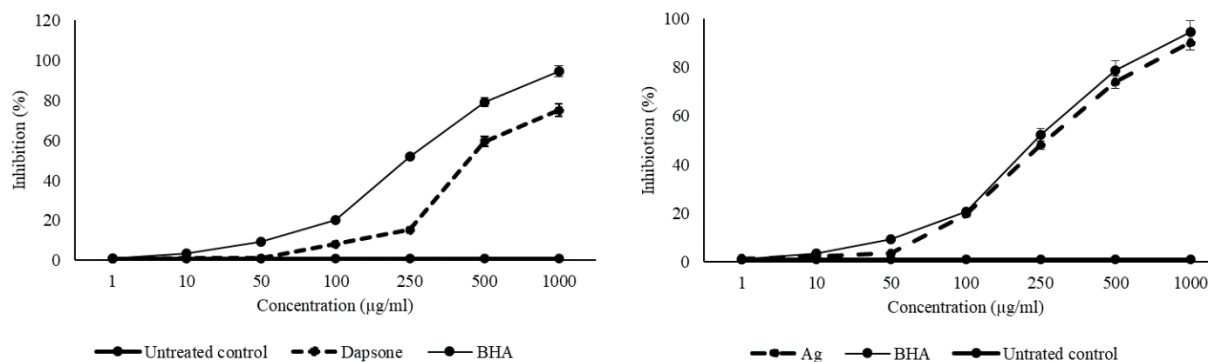 120
100
80
60
40
20
0
Inhibition (%)
1 10 50 100 250 500 1000
Concentration (µg/ml)
Untreated control Dapsone BHA
100
80
60
40
20
0
Inhibiotion (%)
1 10 50 100 250 500 1000
Concentration (µg/ml)
Ag BHA Untrated control